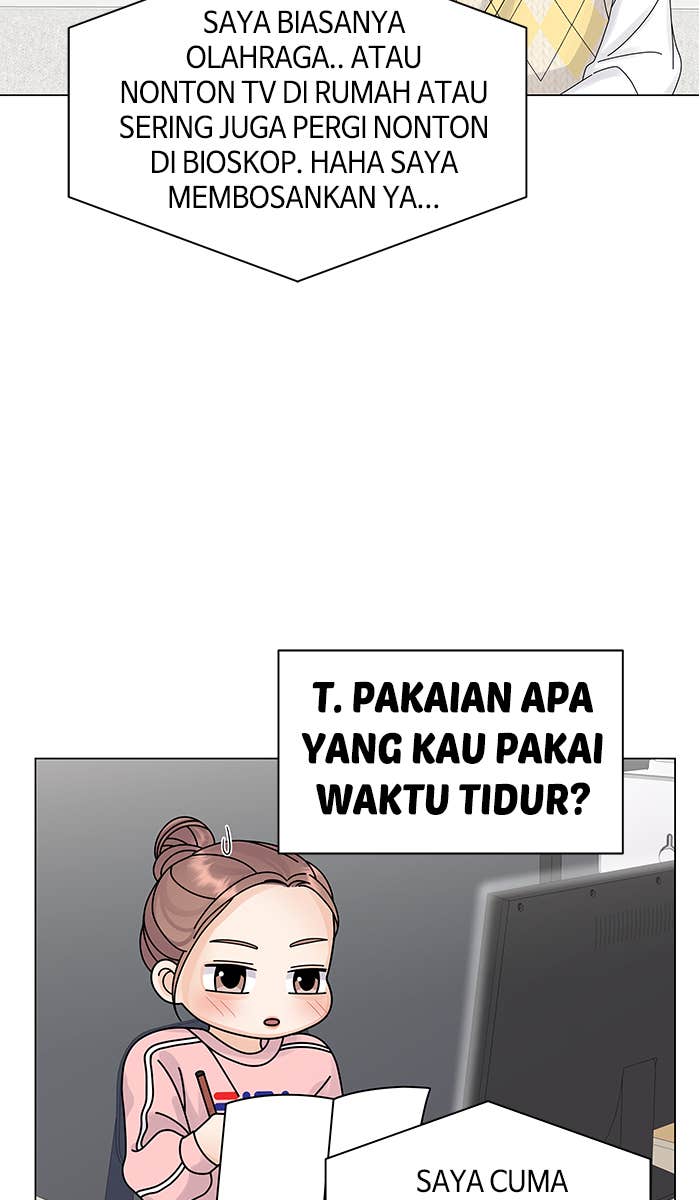 SAYA BIASANYA
OLAHRAGA.. ATAU
NONTON TV DI RUMAH ATAU
SERING JUGA PERGI NONTON
DI BIOSKOP. HAHA SAYA
MEMBOSANKAN YA...
T. PAKAIAN APA
YANG KAU PAKAI
WAKTU TIDUR?
SAYA CUMA